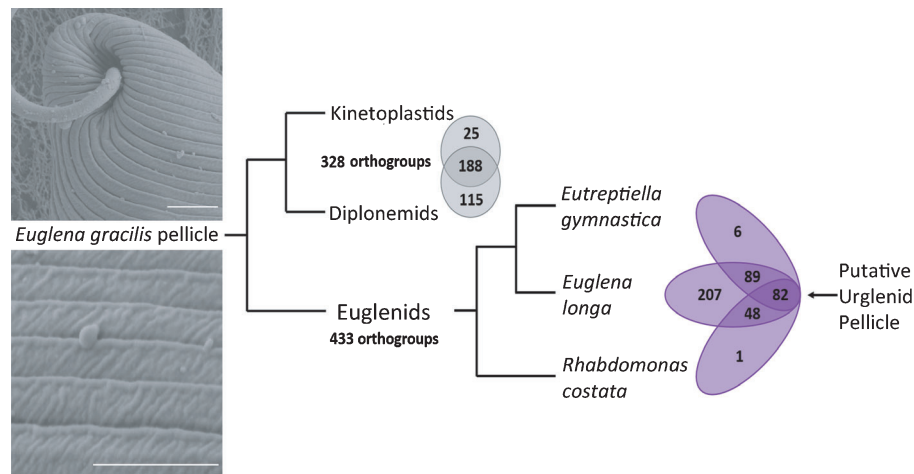 Kinetoplastids
25
328 orthogroups
188
Diplonemids
115
Euglena gracilis pellicle
Eutreptiella
gymnastica
6
89
Euglena
longa
207
82
48
Putative
Urglenid
Pellicle
Euglenids
433 orthogroups
Rhabdomonas
costata
1